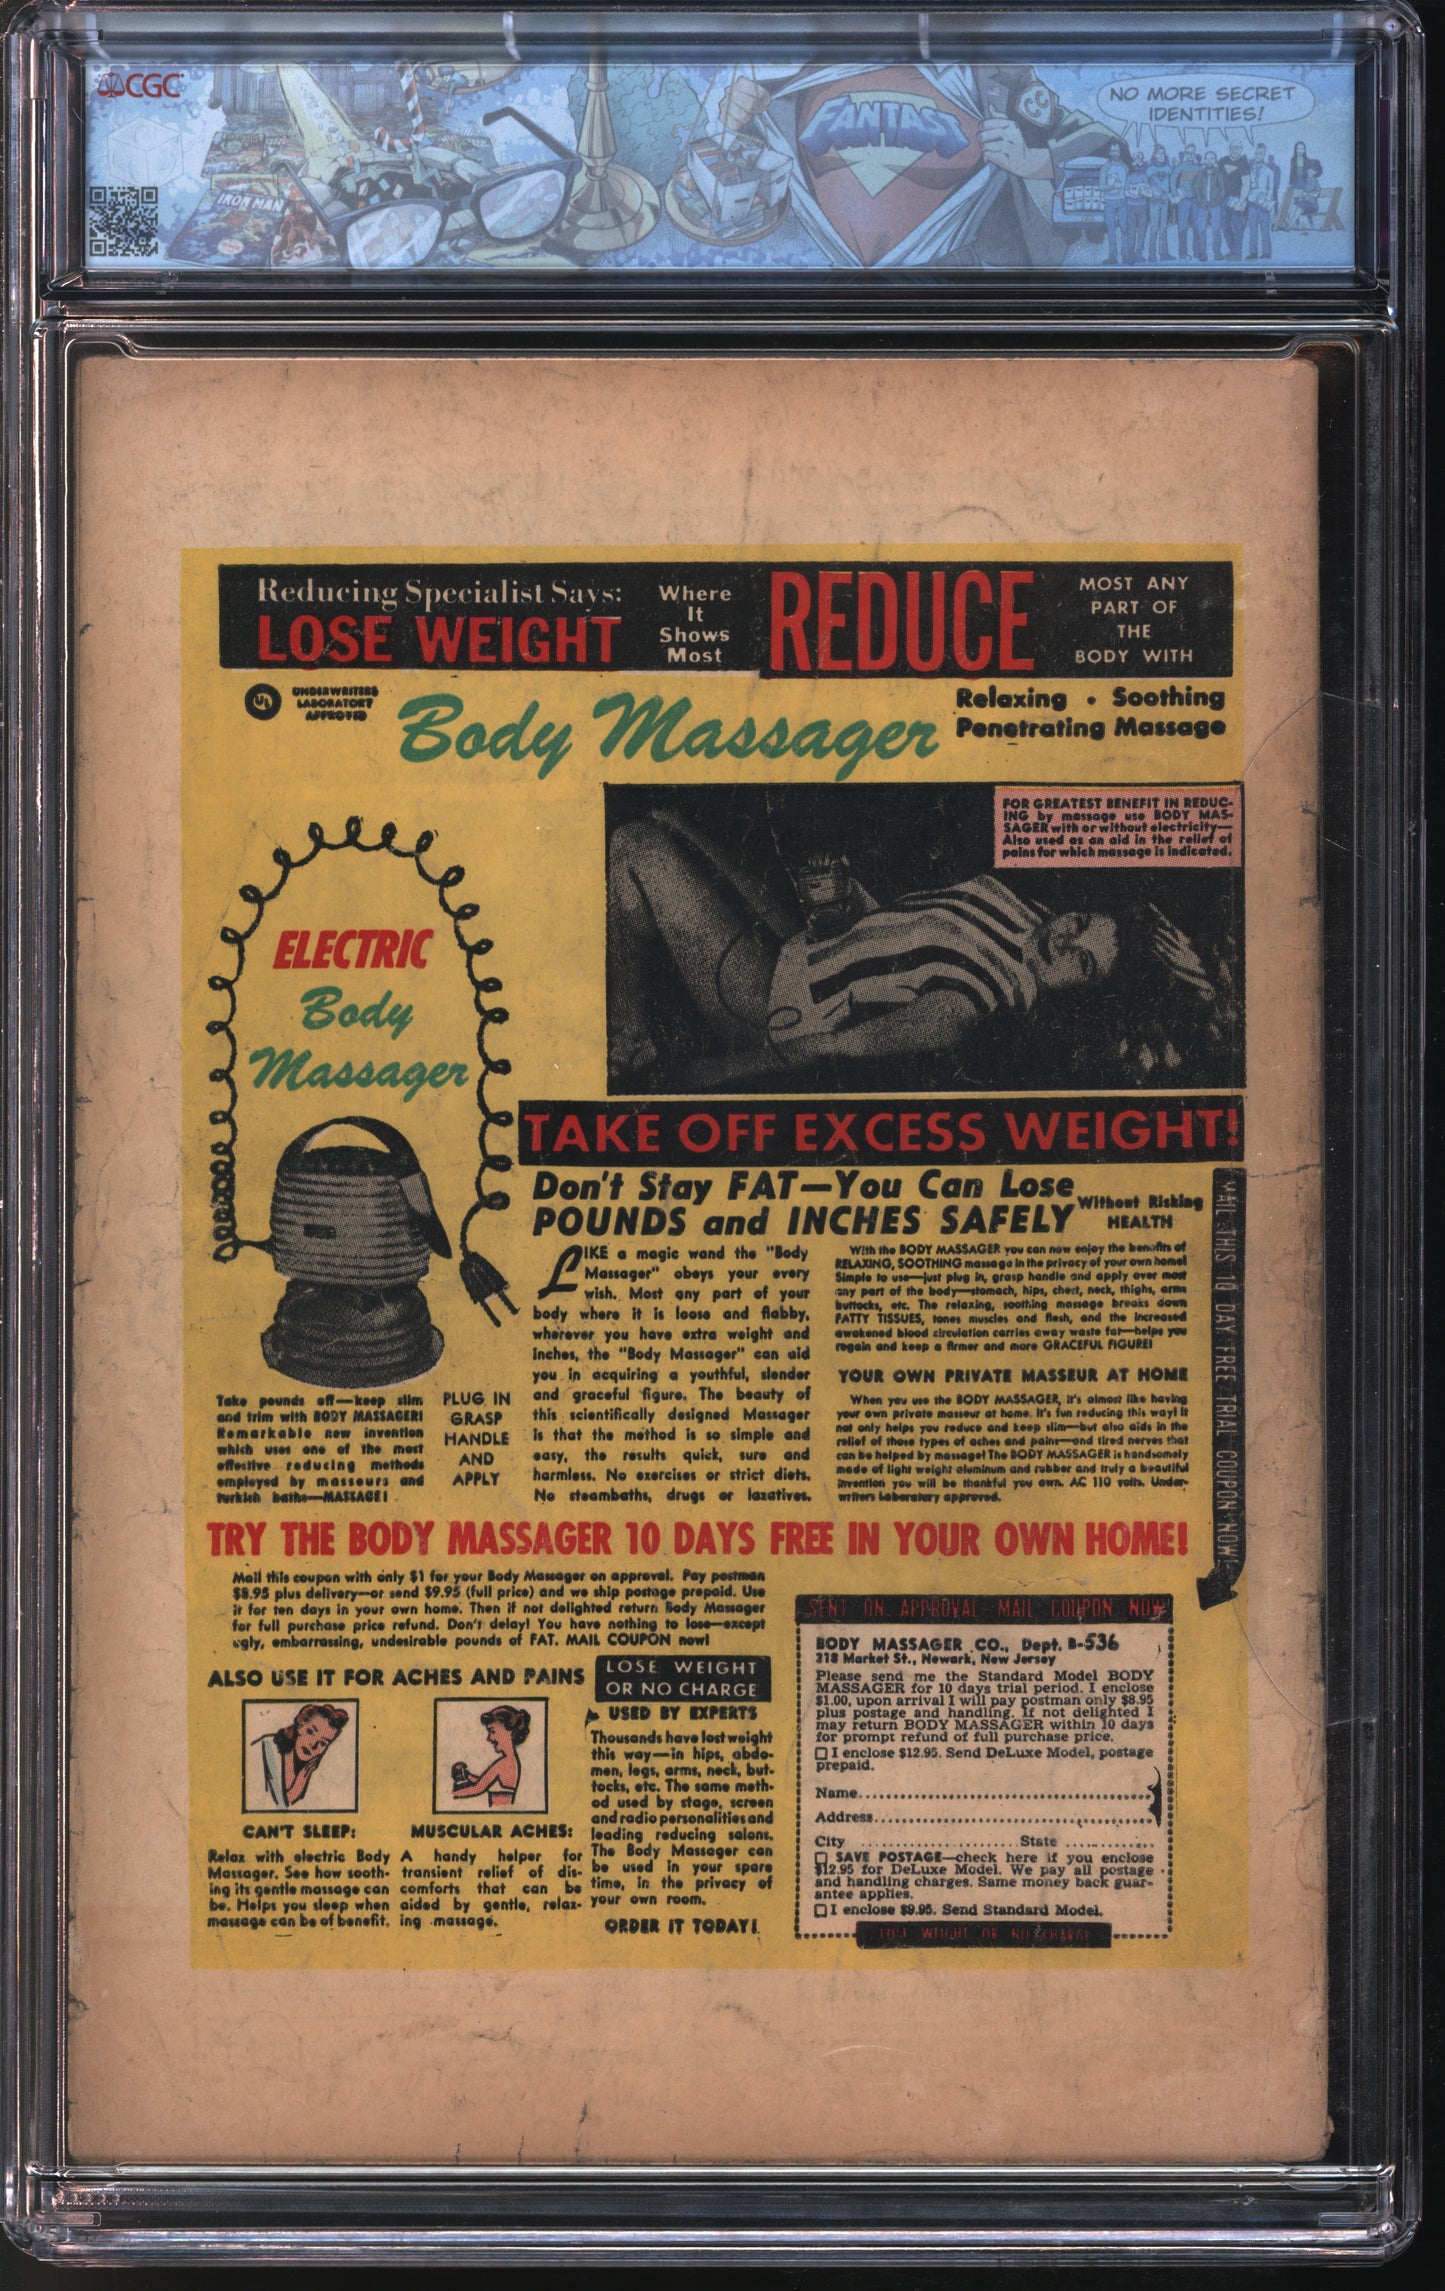 CGC
IRON MAN
FANTAST
NO MORE SECRET
IDENTITIES!
Reducing Specialist Says:
LOSE WEIGHT
Where
It
Shows
Most
REDUCE
MOST ANY
PART OF
THE
BODY WITH
UL
UNDERWRITERS
LABORATORY
APPROVED
Body Massager
Relaxing • Soothing
Penetrating Massage
FOR GREATEST BENEFIT IN REDUC-
ING by massage use BODY MAS-
SAGER with or without electricity—
Also used as an aid in the relief of
pains for which massage is indicated.
ELECTRIC
Body
Massager
TAKE OFF EXCESS WEIGHT!
Don't Stay FAT—You Can Lose
POUNDS and INCHES SAFELY
Without Risking
HEALTH
LIKE a magic wand the "Body
Massager" obeys your every
wish. Most any part of your
body where it is loose and flabby,
wherever you have extra weight and
inches, the "Body Massager" can aid
you in acquiring a youthful, slender
and graceful figure. The beauty of
this scientifically designed Massager
is that the method is so simple and
easy, the results quick, sure and
harmless. No exercises or strict diets.
No steambaths, drugs or laxatives.
With the BODY MASSAGER you can now enjoy the benefits of
RELAXING, SOOTHING massage in the privacy of your own home!
Simple to use—just plug in, grasp handle and apply over most
any part of the body—stomach, hips, chest, neck, thighs, arms
buttocks, etc. The relaxing, soothing massage breaks down
FATTY TISSUES, tones muscles and flesh, and the increased
awakened blood circulation carries away waste fat—helps you
regain and keep a firmer and more GRACEFUL FIGURE!
YOUR OWN PRIVATE MASSEUR AT HOME
When you use the BODY MASSAGER, it's almost like having
your own private masseur at home. It's fun reducing this way! It
not only helps you reduce and keep slim—but also aids in the
relief of those types of aches and pains—and tired nerves that
can be helped by massage! The BODY MASSAGER is handsomely
made of light weight aluminum and rubber and truly a beautiful
invention you will be thankful you own. AC 110 volts. Under-
writers Laboratory approved.
MAIL THIS 10 DAY FREE TRIAL COUPON NOW!
Take pounds off—keep slim
and trim with BODY MASSAGER!
Remarkable new invention
which uses one of the most
effective reducing methods
employed by masseurs and
turkish baths—MASSAGE!
PLUG IN
GRASP
HANDLE
AND
APPLY
TRY THE BODY MASSAGER 10 DAYS FREE IN YOUR OWN HOME!
Mail this coupon with only $1 for your Body Massager on approval. Pay postman
$8.95 plus delivery—or send $9.95 (full price) and we ship postage prepaid. Use
it for ten days in your own home. Then if not delighted return Body Massager
for full purchase price refund. Don't delay! You have nothing to lose—except
ugly, embarrassing, undesirable pounds of FAT. MAIL COUPON now!
ALSO USE IT FOR ACHES AND PAINS
CAN'T SLEEP:
Relax with electric Body
Massager. See how sooth-
ing its gentle massage can
be. Helps you sleep when
massage can be of benefit.
MUSCULAR ACHES:
A handy helper for
transient relief of dis-
comforts that can be
aided by gentle, relax-
ing massage.
LOSE WEIGHT
OR NO CHARGE
USED BY EXPERTS
Thousands have lost weight
this way—in hips, abdo-
men, legs, arms, neck, but-
tocks, etc. The same meth-
od used by stage, screen
and radio personalities and
leading reducing salons.
The Body Massager can
be used in your spare
time, in the privacy of
your own room.
ORDER IT TODAY!
SENT ON APPROVAL—MAIL COUPON NOW
BODY MASSAGER CO., Dept. B-536
318 Market St., Newark, New Jersey
Please send me the Standard Model BODY
MASSAGER for 10 days trial period. I enclose
$1.00, upon arrival I will pay postman only $8.95
plus postage and handling. If not delighted I
may return BODY MASSAGER within 10 days
for prompt refund of full purchase price.
I enclose $12.95. Send DeLuxe Model, postage
prepaid.
Name
Address
City State
SAVE POSTAGE—check here if you enclose
$12.95 for DeLuxe Model. We pay all postage
and handling charges. Same money back guar-
antee applies.
I enclose $9.95. Send Standard Model.
LOSE WEIGHT OR NO CHARGE